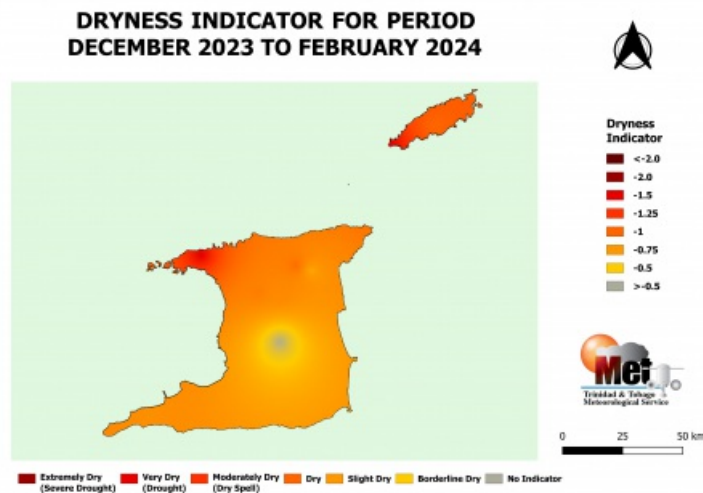 DRYNESS INDICATOR FOR PERIOD
DECEMBER 2023 TO FEBRUARY 2024
Dryness
Indicator
<-2.0
-2.0
-1.5
-1.25
-1
-0.75
-0.5
>-0.5
Met
Trinidad & Tobago
Meteorological Service
0 25 50 km
Extremely Dry
(Severe Drought)
Very Dry
(Drought)
Moderately Dry
(Dry Spell)
Dry
Slight Dry
Borderline Dry
No Indicator